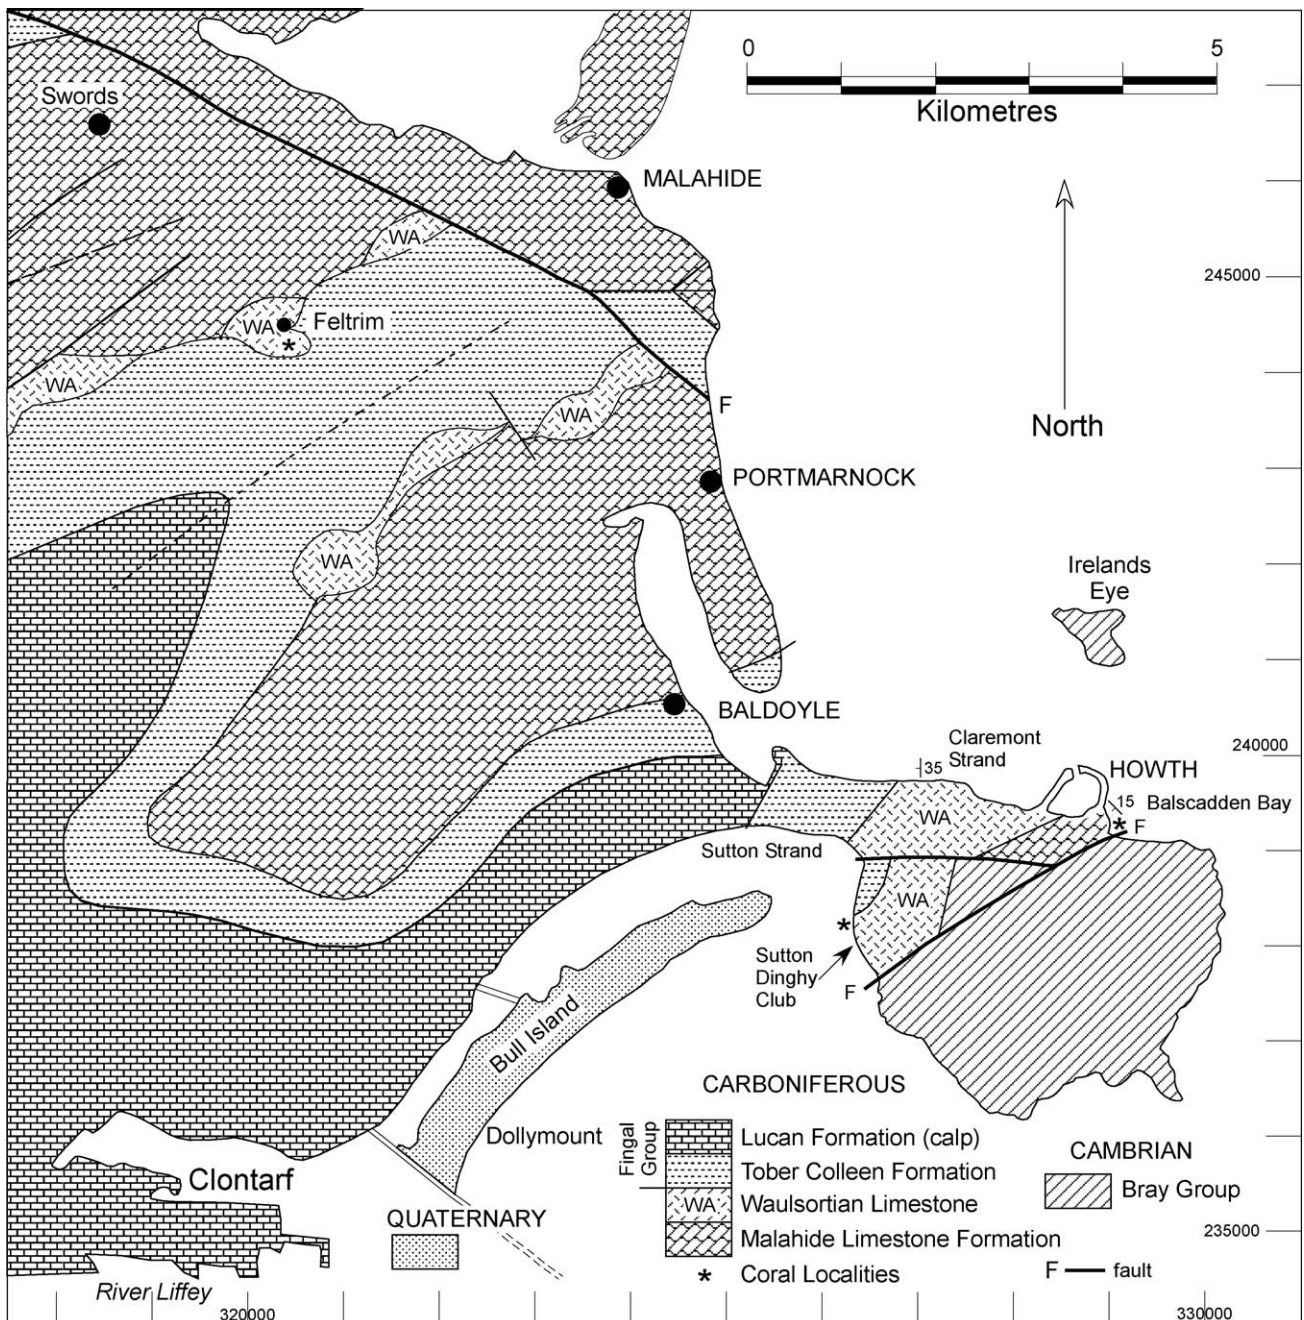 0 5
Kilometres
Swords
MALAHIDE
WA
245000
WA
Feltrim
*
WA
North
F
WA
PORTMARNOCK
WA
Irelands
Eye
BALDOYLE
Claremont
Strand
240000
35
HOWTH
15
Balscadden Bay
*
F
WA
Sutton Strand
WA
*
Sutton
Dinghy
Club
F
Bull Island
CARBONIFEROUS
Dollymount
Fingal
Group
Lucan Formation (calp)
Tober Colleen Formation
WA
Waulsortian Limestone
Malahide Limestone Formation
* Coral Localities
CAMBRIAN
Bray Group
F fault
Clontarf
QUATERNARY
River Liffey
235000
320000
330000